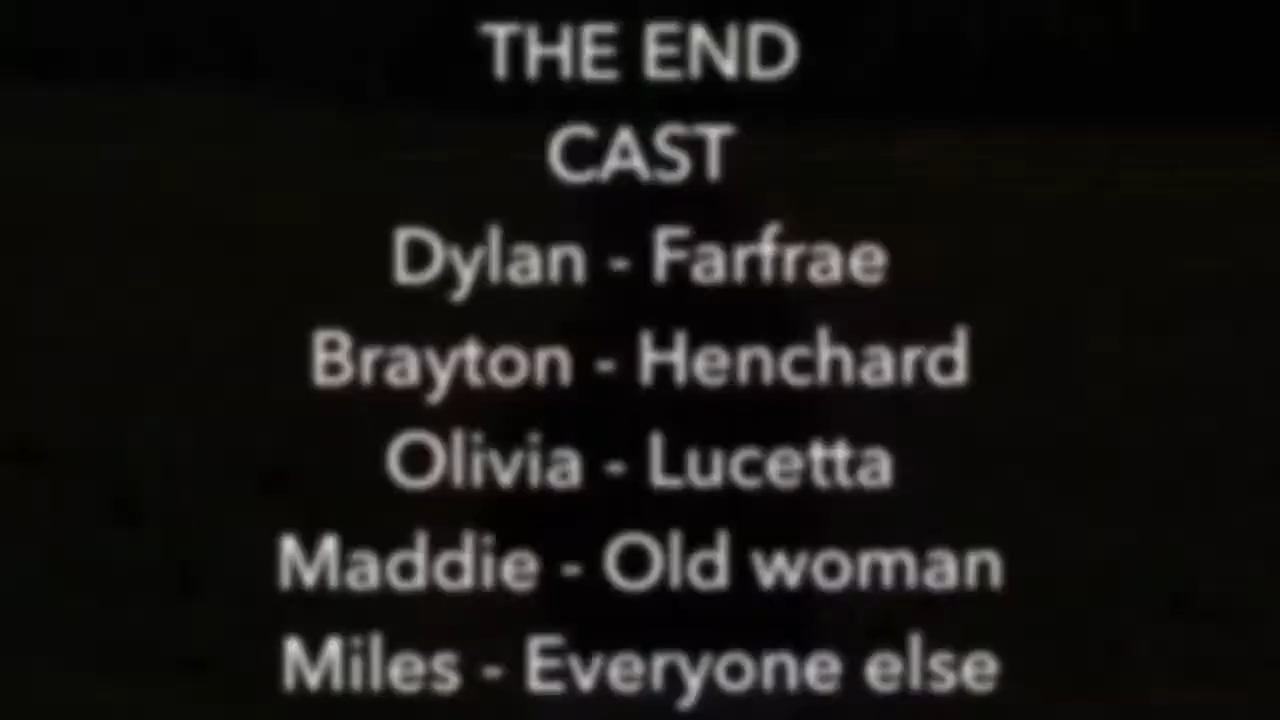 THE END
CAST
Dylan - Farfrae
Brayton - Henchard
Olivia - Lucetta
Maddie - Old woman
Miles - Everyone else